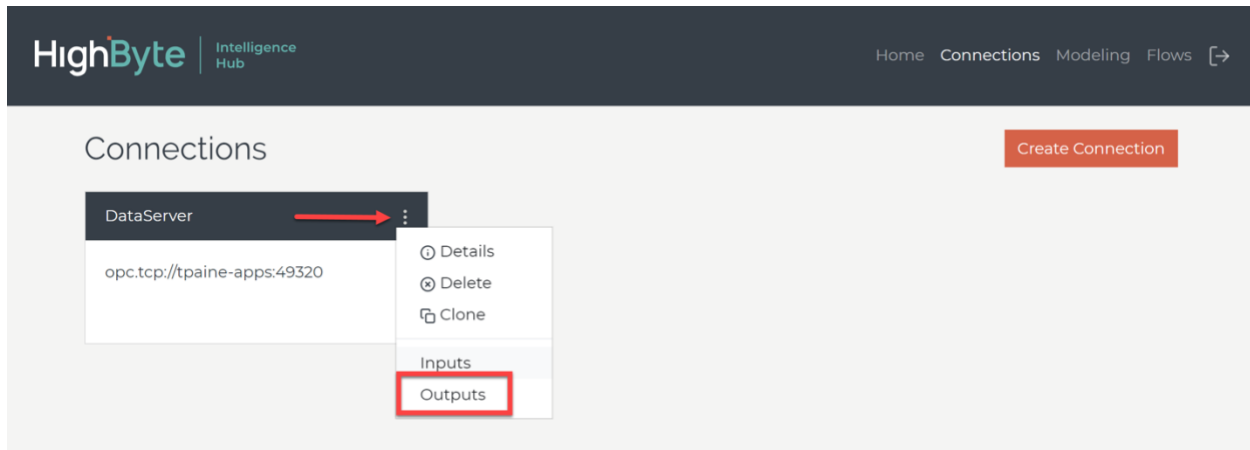 HighByte Intelligence Hub
Home Connections Modeling Flows
Connections
Create Connection
DataServer
opc.tcp://tpaine-apps:49320
Details
Delete
Clone
Inputs
Outputs